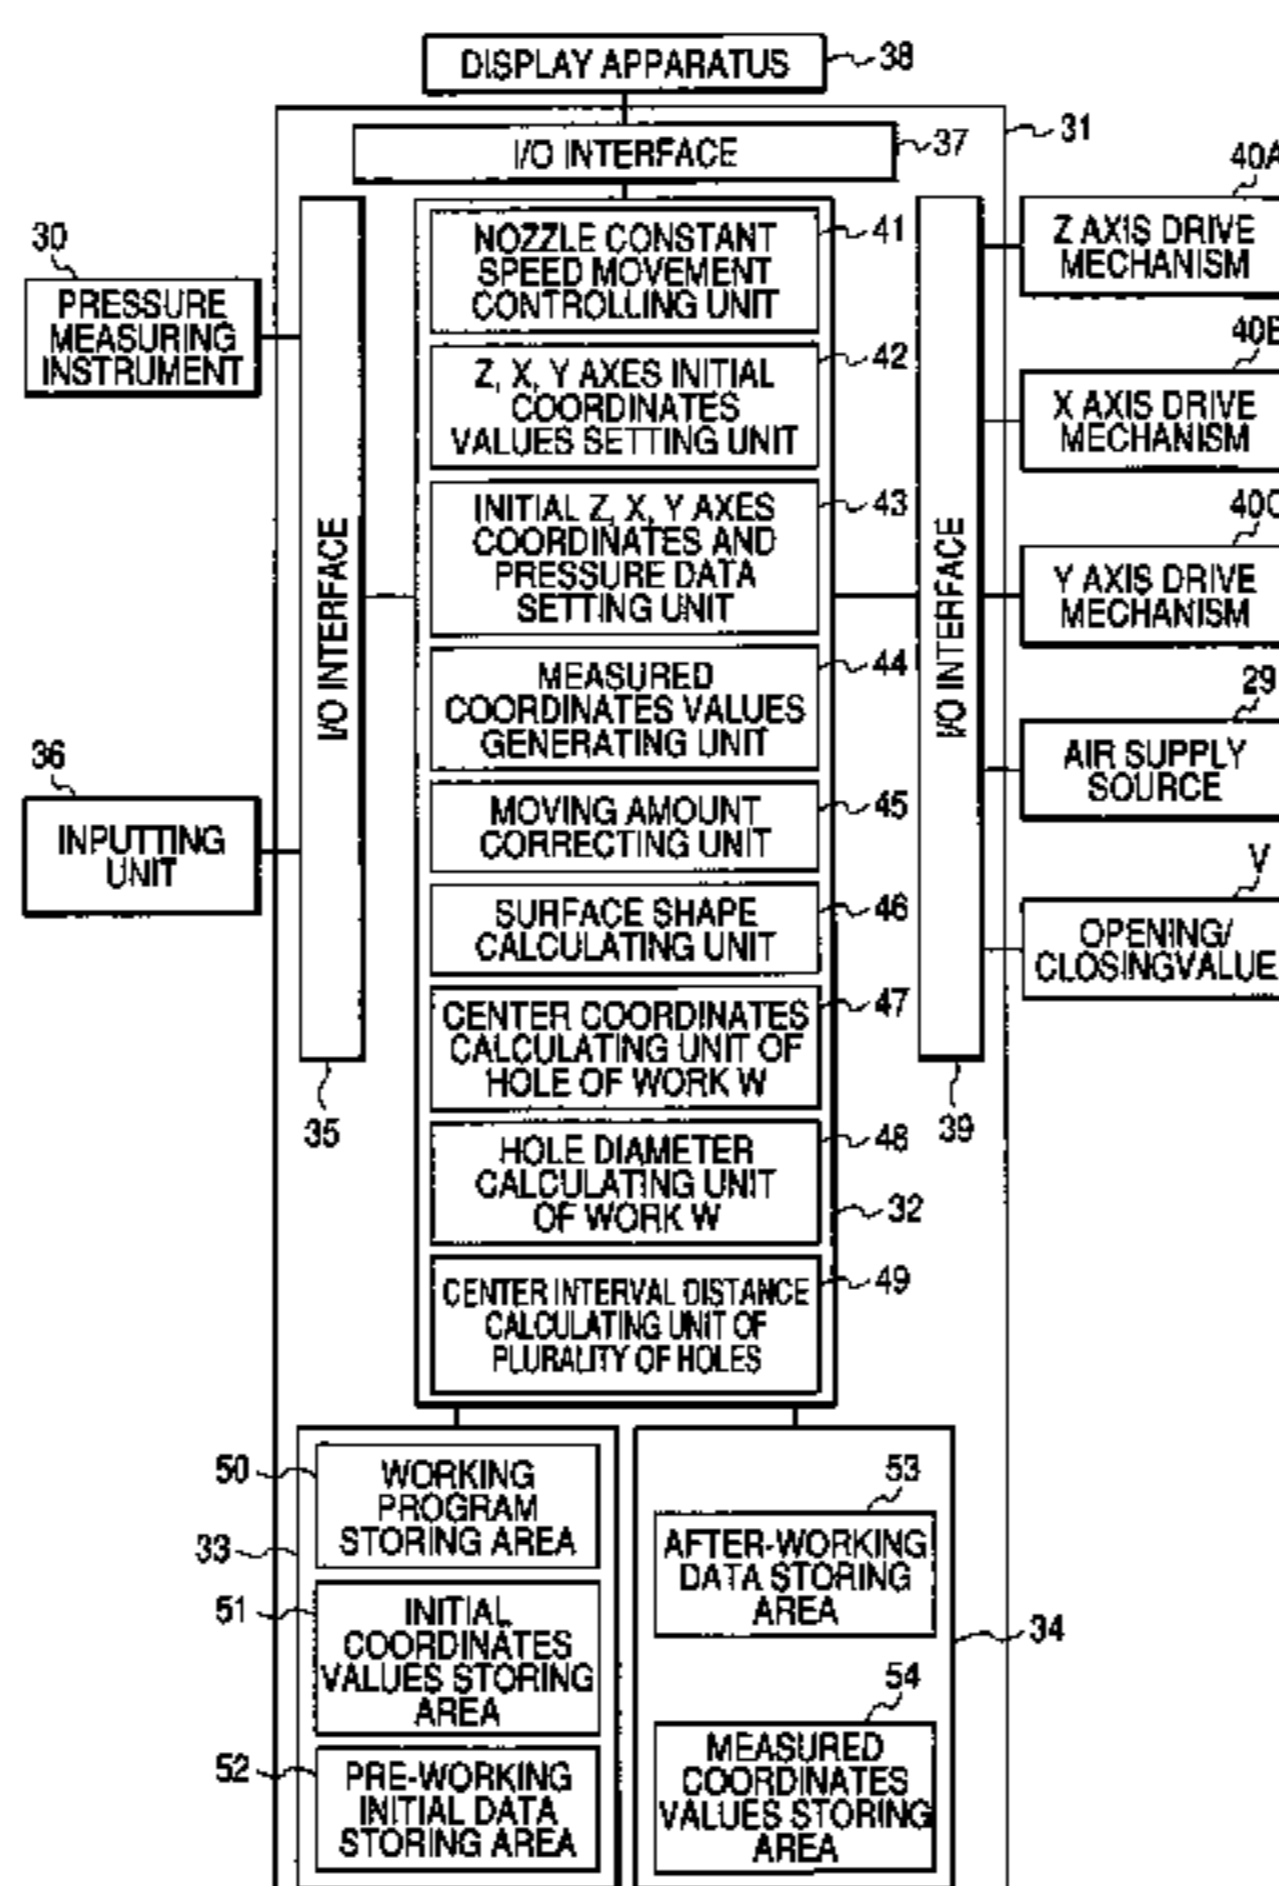 DISPLAY APPARATUS
38
I/O INTERFACE
37
31
30
PRESSURE
MEASURING
INSTRUMENT
36
INPUTTING
UNIT
I/O INTERFACE
35
NOZZLE CONSTANT
SPEED MOVEMENT
CONTROLLING UNIT
41
Z, X, Y AXES INITIAL
COORDINATES
VALUES SETTING UNIT
42
INITIAL Z, X, Y AXES
COORDINATES AND
PRESSURE DATA
SETTING UNIT
43
MEASURED
COORDINATES VALUES
GENERATING UNIT
44
MOVING AMOUNT
CORRECTING UNIT
45
SURFACE SHAPE
CALCULATING UNIT
46
CENTER COORDINATES
CALCULATING UNIT OF
HOLE OF WORK W
47
HOLE DIAMETER
CALCULATING UNIT
OF WORK W
48
32
CENTER INTERVAL DISTANCE
CALCULATING UNIT OF
PLURALITY OF HOLES
49
I/O INTERFACE
39
40A
Z AXIS DRIVE
MECHANISM
40B
X AXIS DRIVE
MECHANISM
40C
Y AXIS DRIVE
MECHANISM
29
AIR SUPPLY
SOURCE
V
OPENING/
CLOSINGVALUE
50
WORKING
PROGRAM
STORING AREA
33
51
INITIAL
COORDINATES
VALUES STORING
AREA
52
PRE-WORKING
INITIAL DATA
STORING AREA
53
AFTER-WORKING
DATA STORING
AREA
34
54
MEASURED
COORDINATES
VALUES STORING
AREA